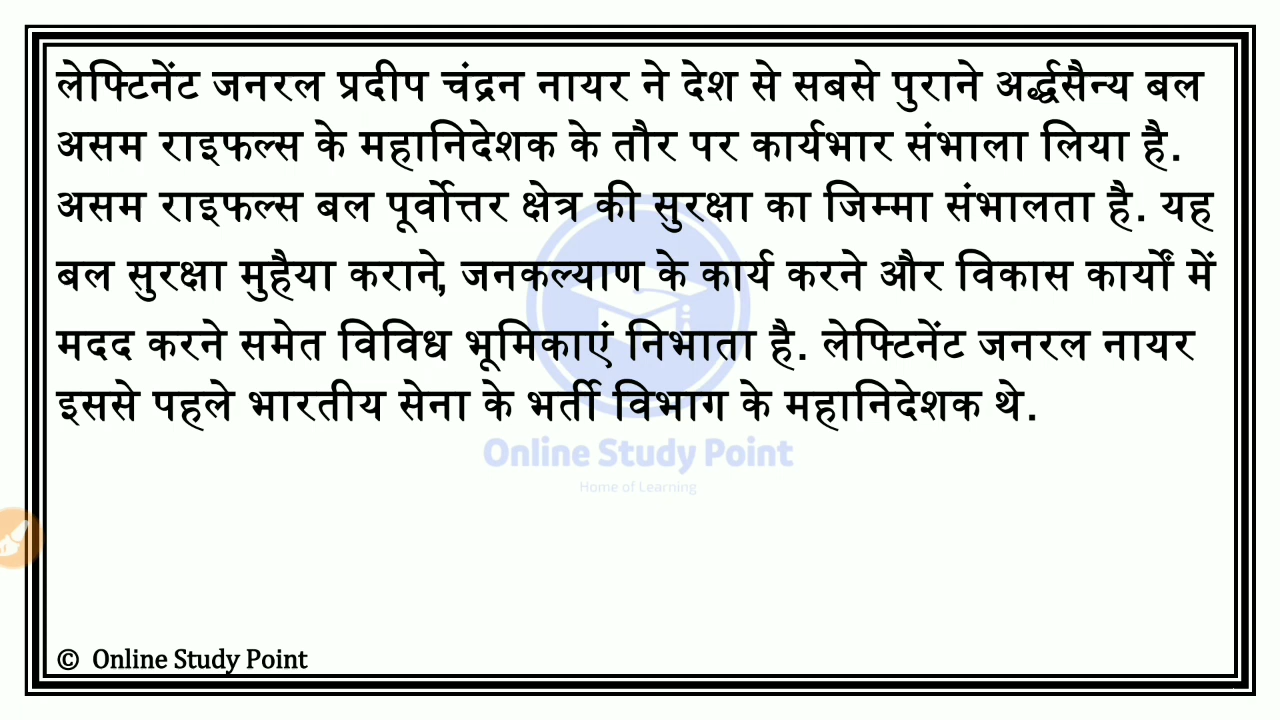 लेफ्टिनेंट जनरल प्रदीप चंद्रन नायर ने देश से सबसे पुराने अर्द्धसैन्य बल
असम राइफल्स के महानिदेशक के तौर पर कार्यभार संभाला लिया है.
असम राइफल्स बल पूर्वोत्तर क्षेत्र की सुरक्षा का जिम्मा संभालता है. यह
बल सुरक्षा मुहैया कराने, जनकल्याण के कार्य करने और विकास कार्यों में
मदद करने समेत विविध भूमिकाएं निभाता है. लेफ्टिनेंट जनरल नायर
इससे पहले भारतीय सेना के भर्ती विभाग के महानिदेशक थे.
Online Study Point
Home of Learning
© Online Study Point